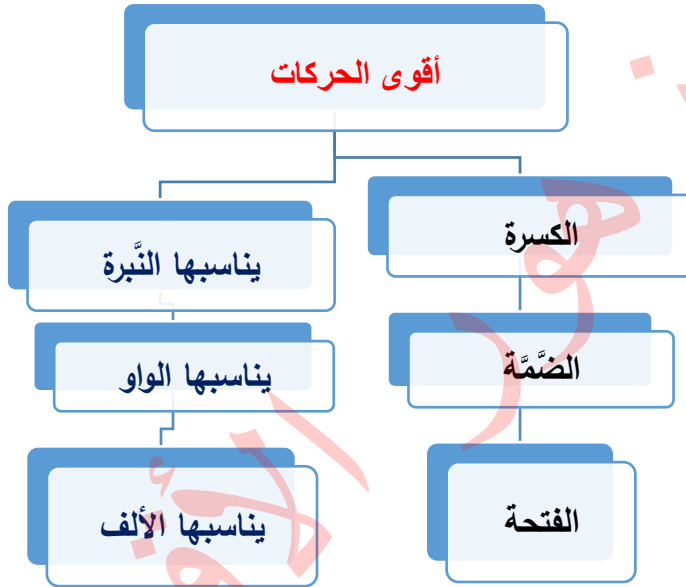 أقوى الحركات
الكسرة
يناسبها النَّبرة
الضَّمَّة
يناسبها الواو
الفتحة
يناسبها الألف